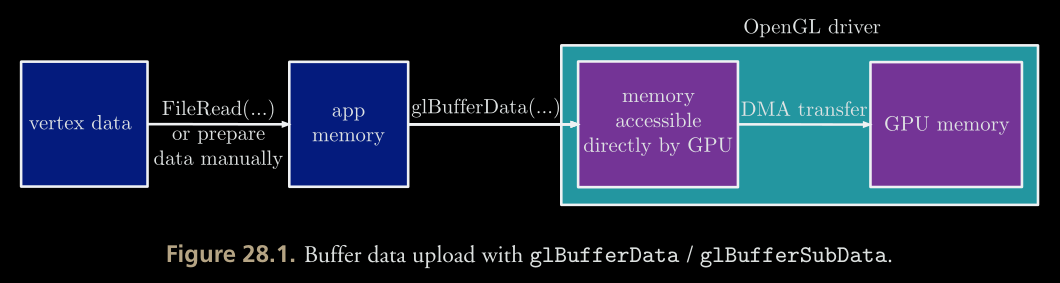 OpenGL driver
vertex data
FileRead(...)
or prepare
data manually
app
memory
glBufferData(...)
memory
accessible
directly by GPU
DMA transfer
GPU memory
Figure 28.1. Buffer data upload with glBufferData / glBufferSubData.